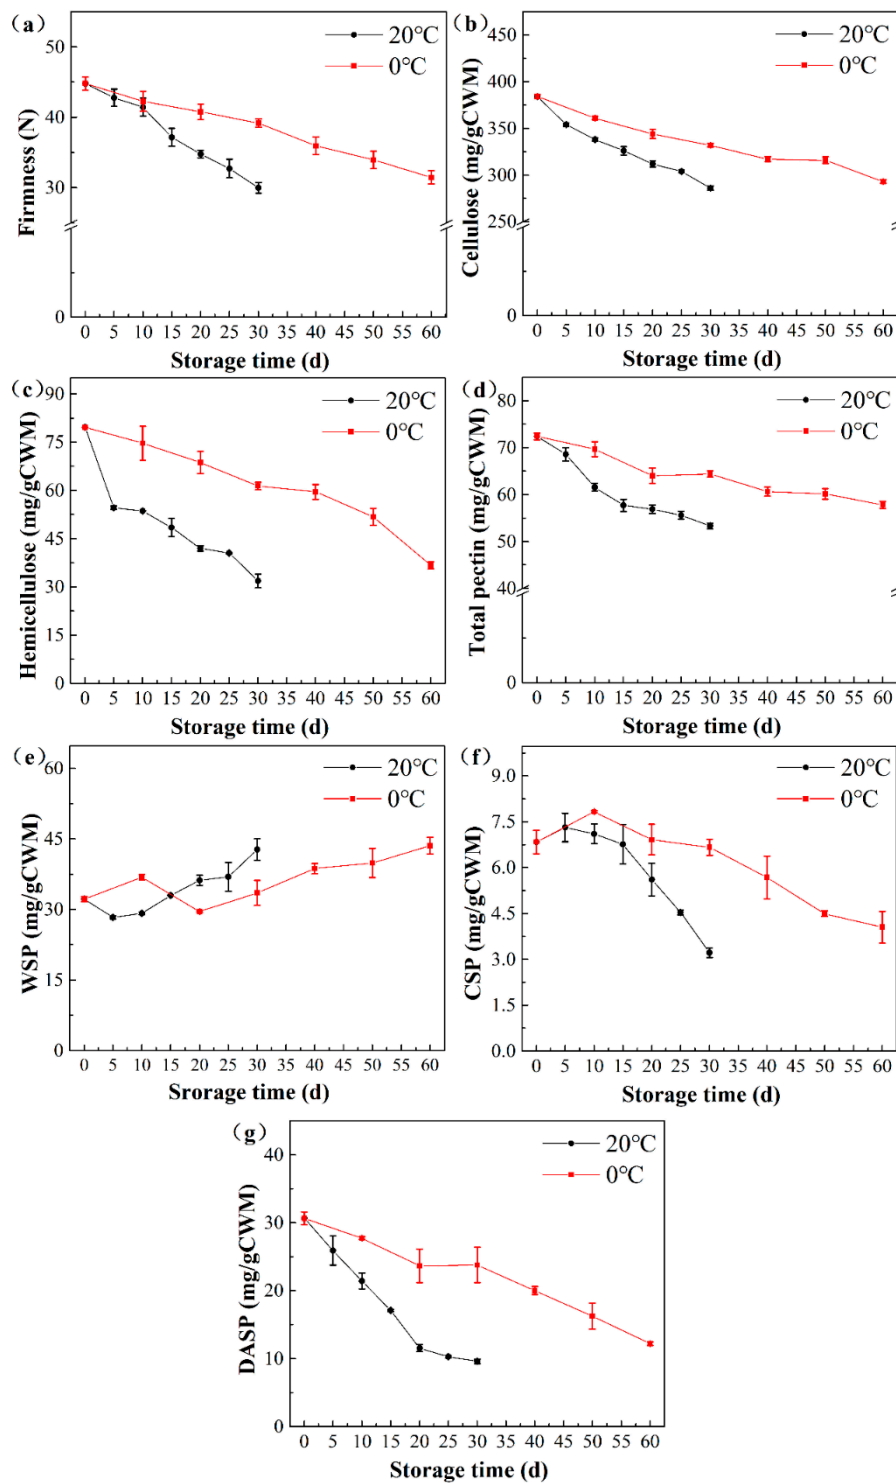 (a)
20℃
0℃
50
40
30
0
Firmness (N)
0 5 10 15 20 25 30 35 40 45 50 55 60
Storage time (d)
(b)
20℃
0℃
450
400
350
300
250
0
Cellulose (mg/gCWM)
0 5 10 15 20 25 30 35 40 45 50 55 60
Storage time (d)
(c)
20℃
0℃
90
75
60
45
30
15
0
Hemicellulose (mg/gCWM)
0 5 10 15 20 25 30 35 40 45 50 55 60
Storage time (d)
(d)
20℃
0℃
80
70
60
50
40
0
Total pectin (mg/gCWM)
0 5 10 15 20 25 30 35 40 45 50 55 60
Storage time (d)
(e)
20℃
0℃
60
45
30
15
0
WSP (mg/gCWM)
0 5 10 15 20 25 30 35 40 45 50 55 60
Srorage time (d)
(f)
20℃
0℃
9.0
7.5
6.0
4.5
3.0
1.5
0.0
CSP (mg/gCWM)
0 5 10 15 20 25 30 35 40 45 50 55 60
Storage time (d)
(g)
20℃
0℃
40
30
20
10
0
DASP (mg/gCWM)
0 5 10 15 20 25 30 35 40 45 50 55 60
Storage time (d)